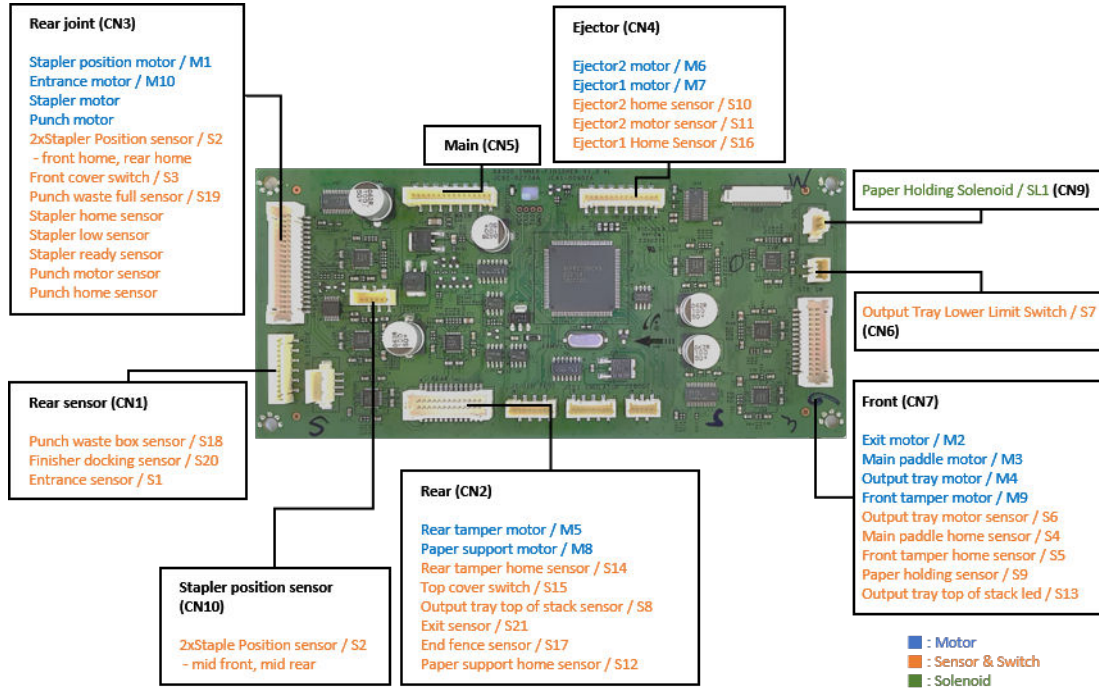 Rear joint (CN3)
Stapler position motor / M1
Entrance motor / M10
Stapler motor
Punch motor
2xStapler Position sensor / S2
- front home, rear home
Front cover switch / S3
Punch waste full sensor / S19
Stapler home sensor
Stapler low sensor
Stapler ready sensor
Punch motor sensor
Punch home sensor
Main (CN5)
Ejector (CN4)
Ejector2 motor / M6
Ejector1 motor / M7
Ejector2 home sensor / S10
Ejector2 motor sensor / S11
Ejector1 Home Sensor / S16
Paper Holding Solenoid / SL1 (CN9)
Output Tray Lower Limit Switch / S7
(CN6)
Rear sensor (CN1)
Punch waste box sensor / S18
Finisher docking sensor / S20
Entrance sensor / S1
Stapler position sensor
(CN10)
2xStaple Position sensor / S2
- mid front, mid rear
Rear (CN2)
Rear tamper motor / M5
Paper support motor / M8
Rear tamper home sensor / S14
Top cover switch / S15
Output tray top of stack sensor / S8
Exit sensor / S21
End fence sensor / S17
Paper support home sensor / S12
Front (CN7)
Exit motor / M2
Main paddle motor / M3
Output tray motor / M4
Front tamper motor / M9
Output tray motor sensor / S6
Main paddle home sensor / S4
Front tamper home sensor / S5
Paper holding sensor / S9
Output tray top of stack led / S13
: Motor
: Sensor & Switch
: Solenoid